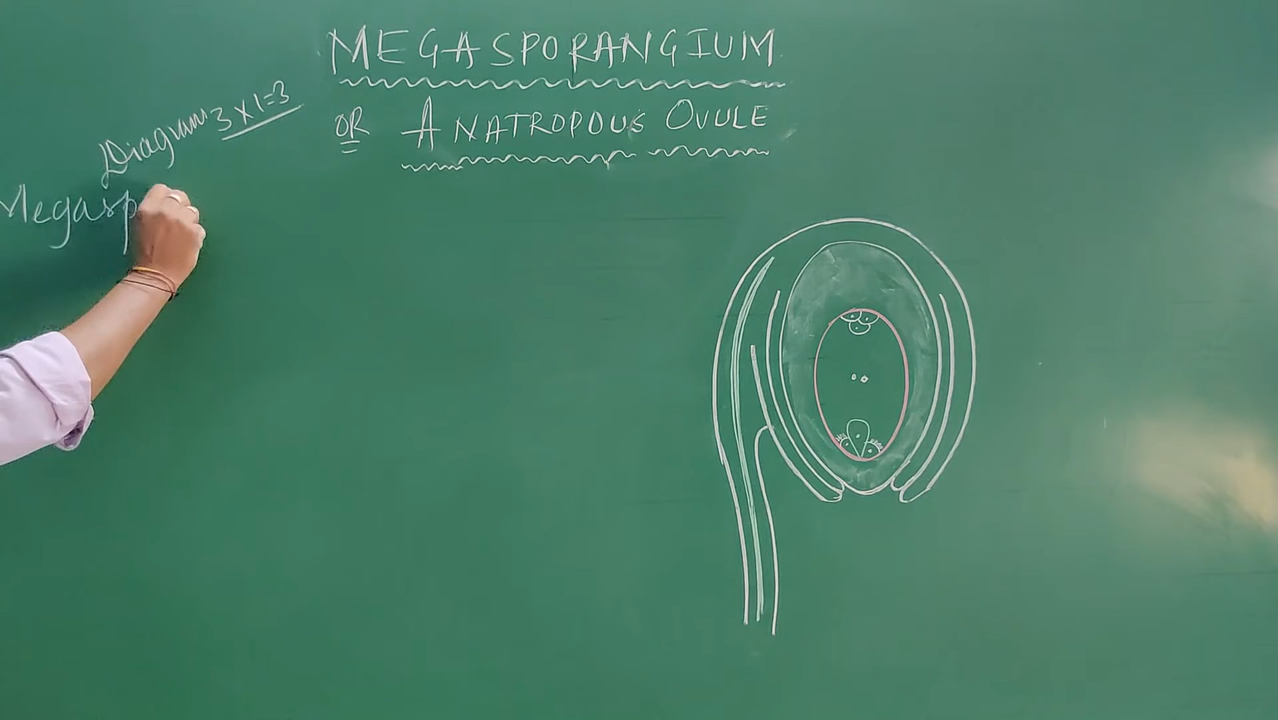 MEGASPORANGIUM
OR ANATROPOUS OVULE
Diagram 3 x 1 = 3
Megasp